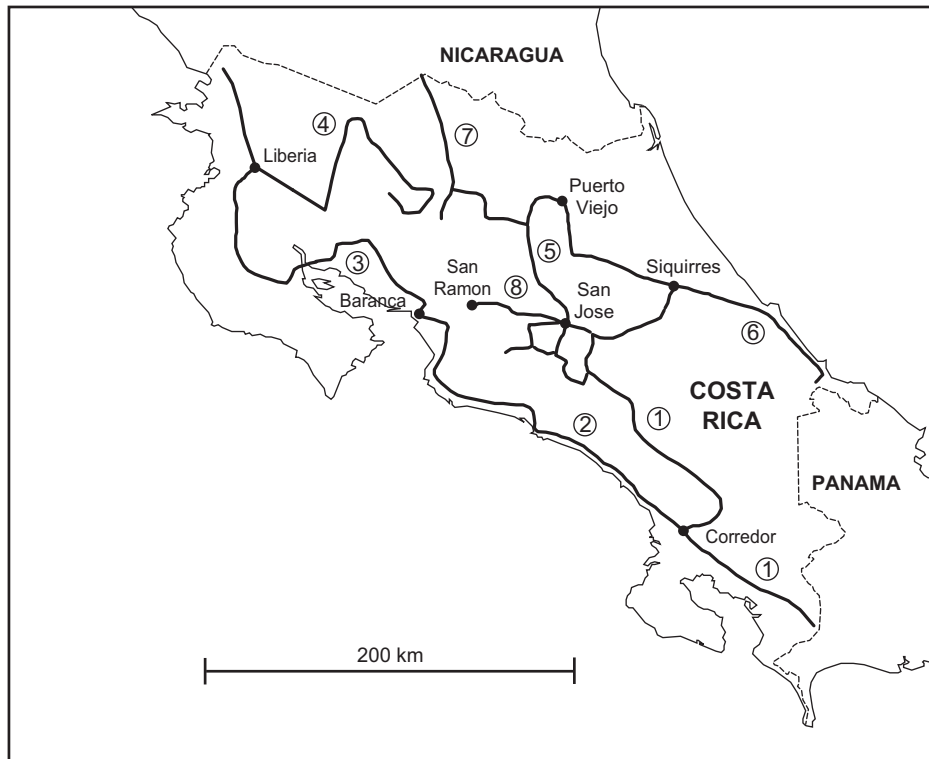 NICARAGUA
④
⑦
Liberia
Puerto
Viejo
⑤
③
San
Ramon
⑧
San
Jose
Siquirres
Baranca
⑥
COSTA
RICA
①
②
PANAMA
Corredor
①
200 km